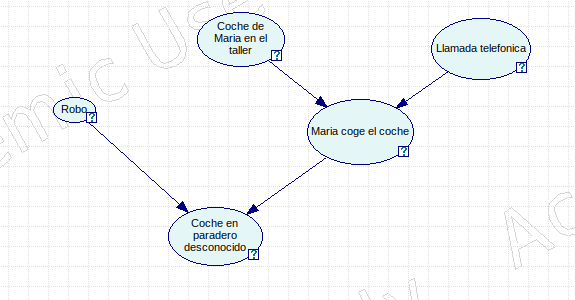 Coche de
Maria en el
taller
?
Llamada telefonica
?
Robo
?
Maria coge el coche
?
Coche en
paradero
desconocido
?
emic Use
Ac